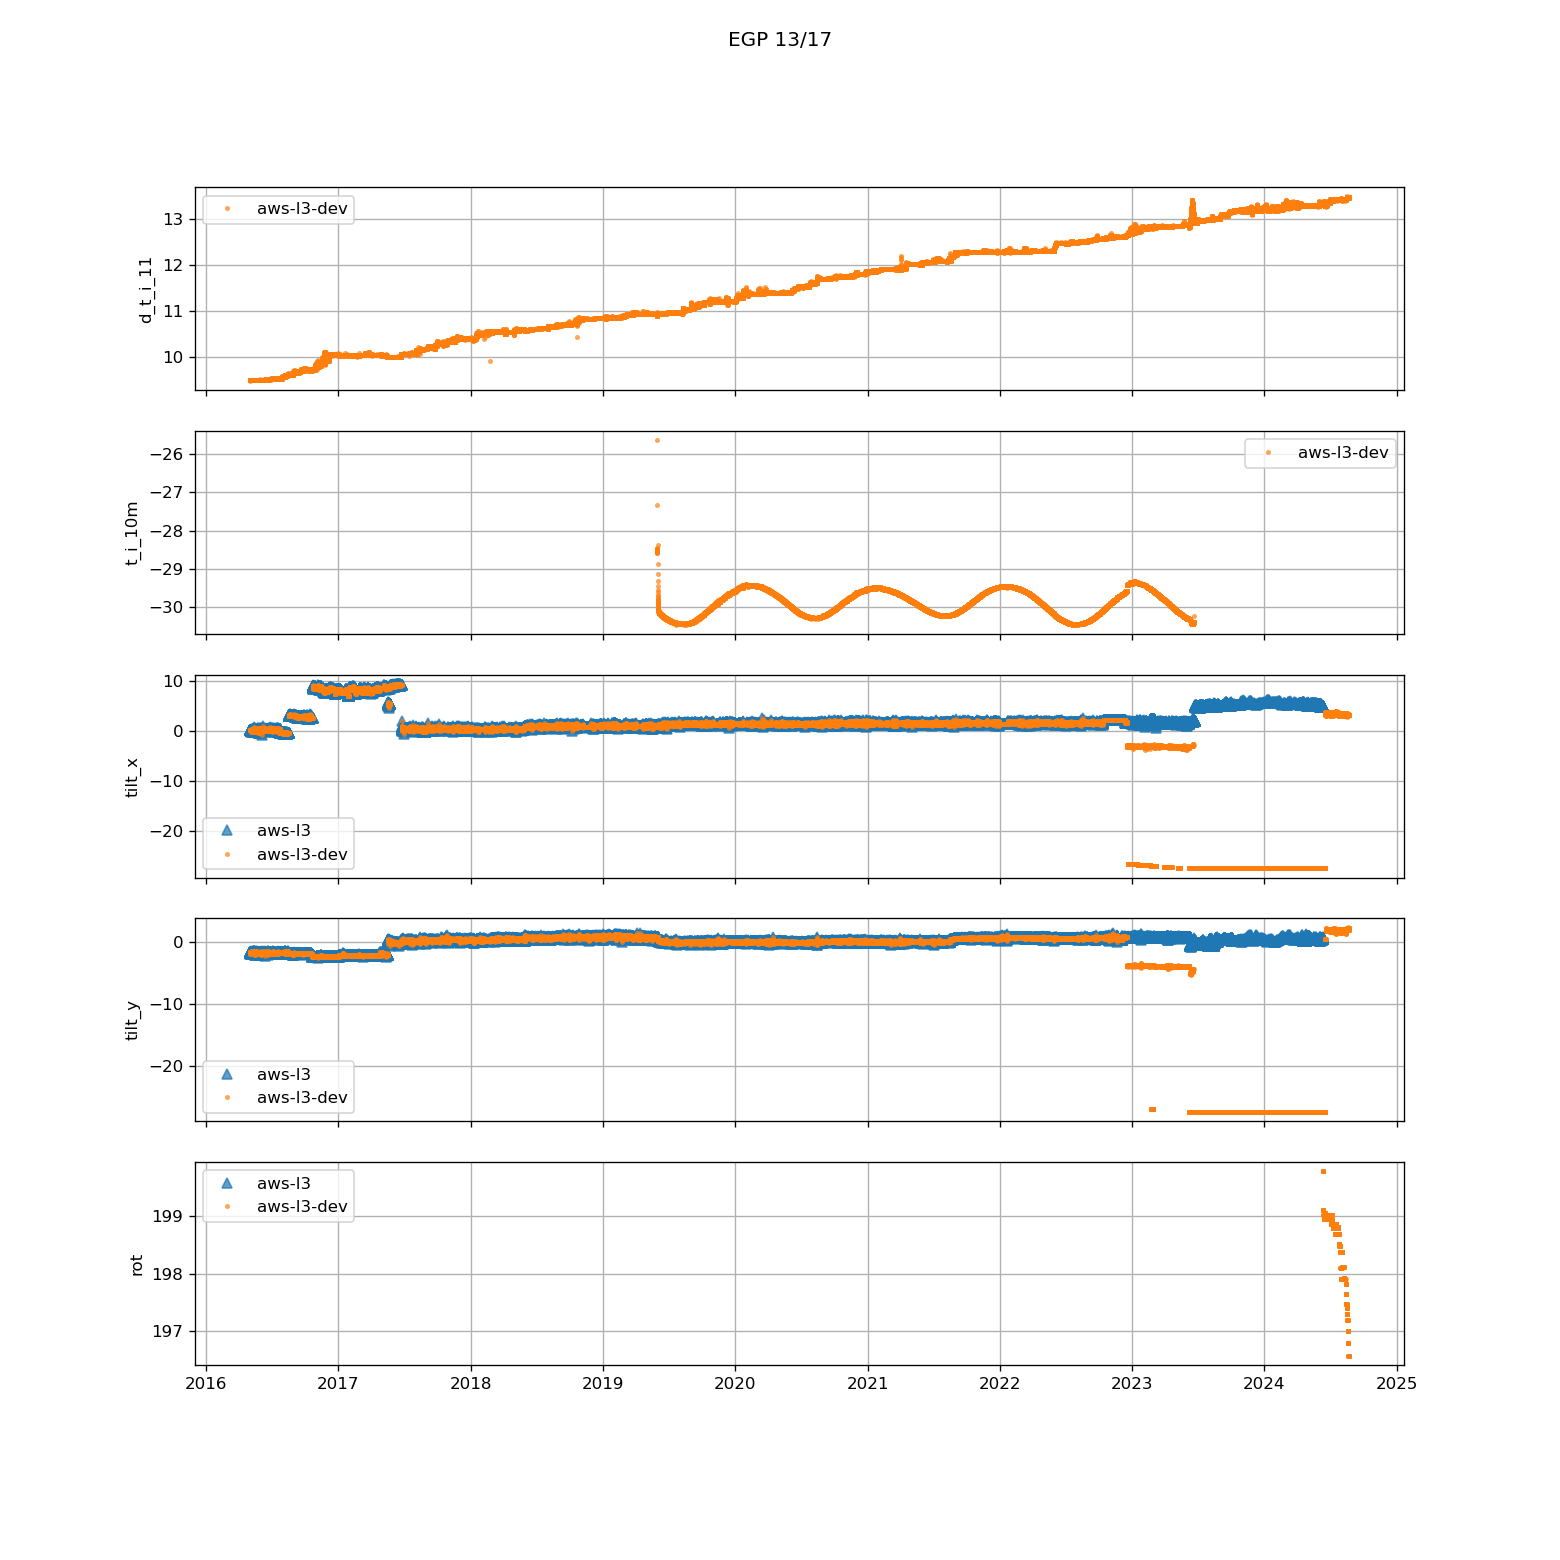 EGP 13/17
aws-l3-dev
13
12
11
10
d_t_i_11
aws-l3-dev
−26
−27
−28
−29
−30
t_i_10m
10
0
−10
−20
tilt_x
aws-l3
aws-l3-dev
0
−10
−20
tilt_y
aws-l3
aws-l3-dev
aws-l3
aws-l3-dev
199
198
197
rot
2016 2017 2018 2019 2020 2021 2022 2023 2024 2025